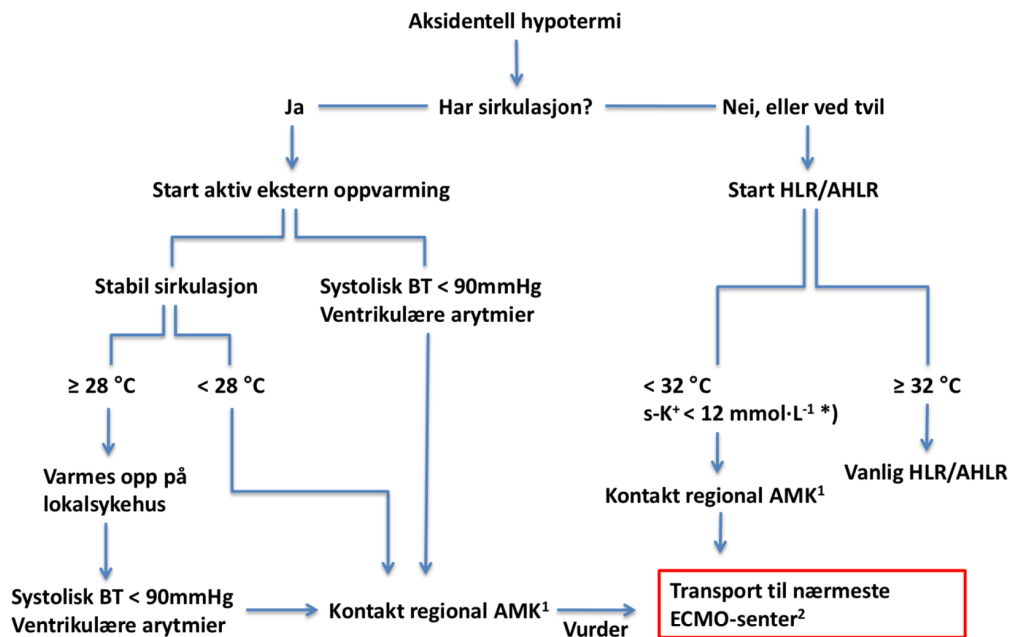 Aksidentell hypotermi
Ja
Har sirkulasjon?
Nei, eller ved tvil
Start aktiv ekstern oppvarming
Start HLR/AHLR
Stabil sirkulasjon
Systolisk BT < 90mmHg
Ventrikulære arytmier
≥ 28 °C
< 28 °C
< 32 °C
s-K⁺ < 12 mmol·L⁻¹ *)
≥ 32 °C
Varmes opp på
lokalsykehus
Kontakt regional AMK¹
Vanlig HLR/AHLR
Systolisk BT < 90mmHg
Ventrikulære arytmier
Kontakt regional AMK¹
Vurder
Transport til nærmeste
ECMO-senter²